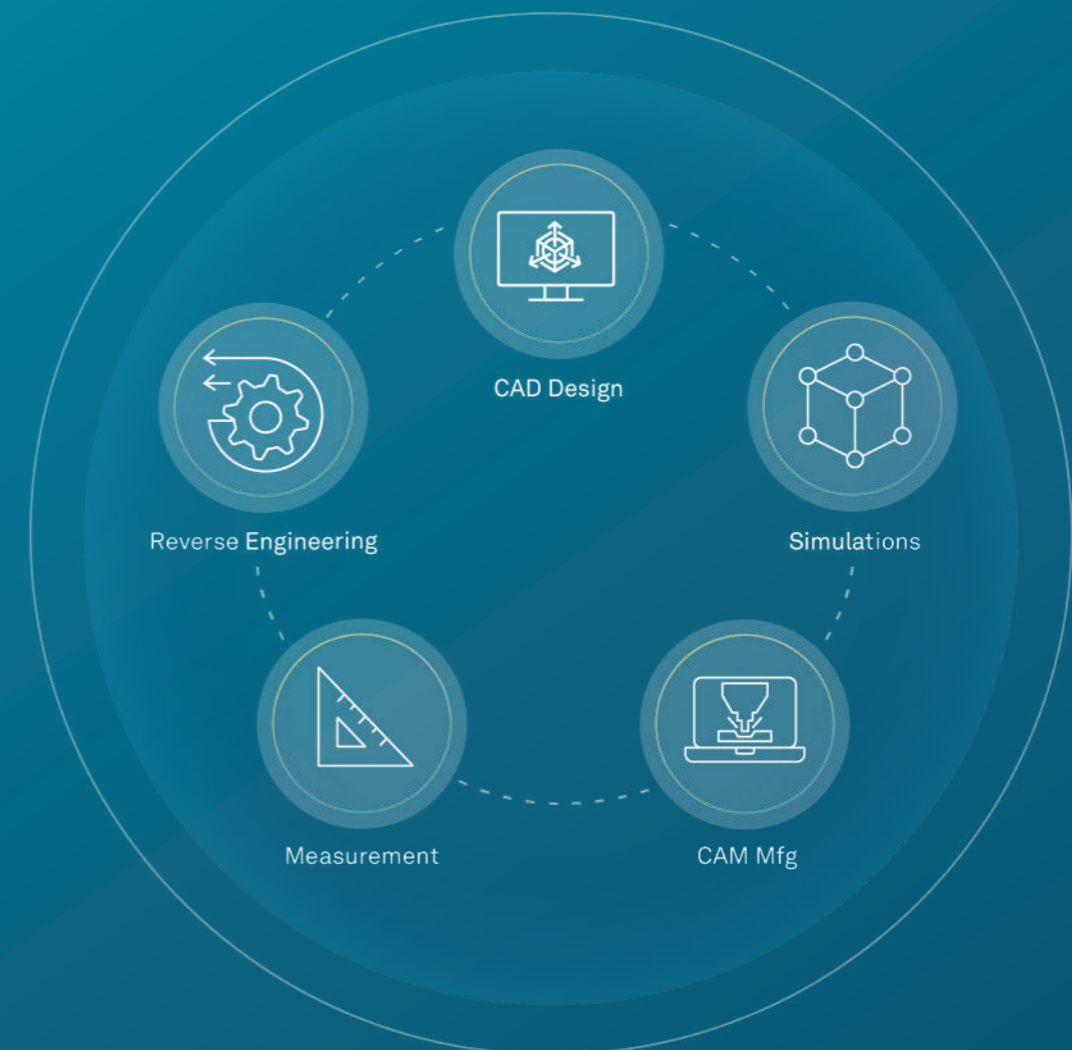 CAD Design
Reverse Engineering
Simulations
Measurement
CAM Mfg